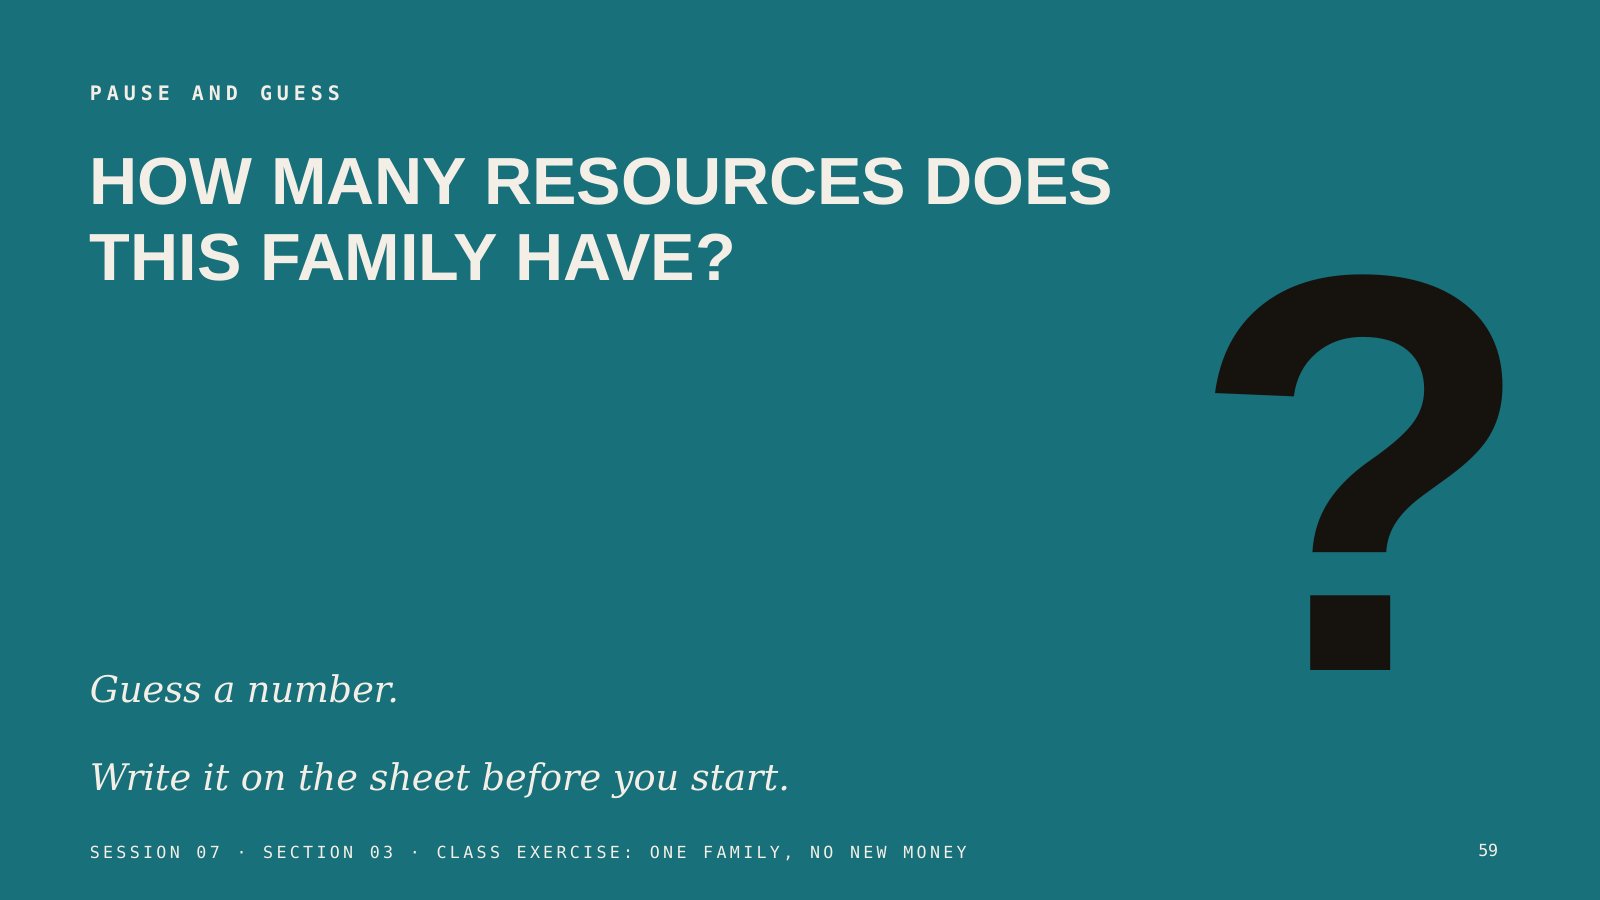 PAUSE AND GUESS
HOW MANY RESOURCES DOES
THIS FAMILY HAVE?
?
Guess a number.
Write it on the sheet before you start.
SESSION 07 · SECTION 03 · CLASS EXERCISE: ONE FAMILY, NO NEW MONEY
59